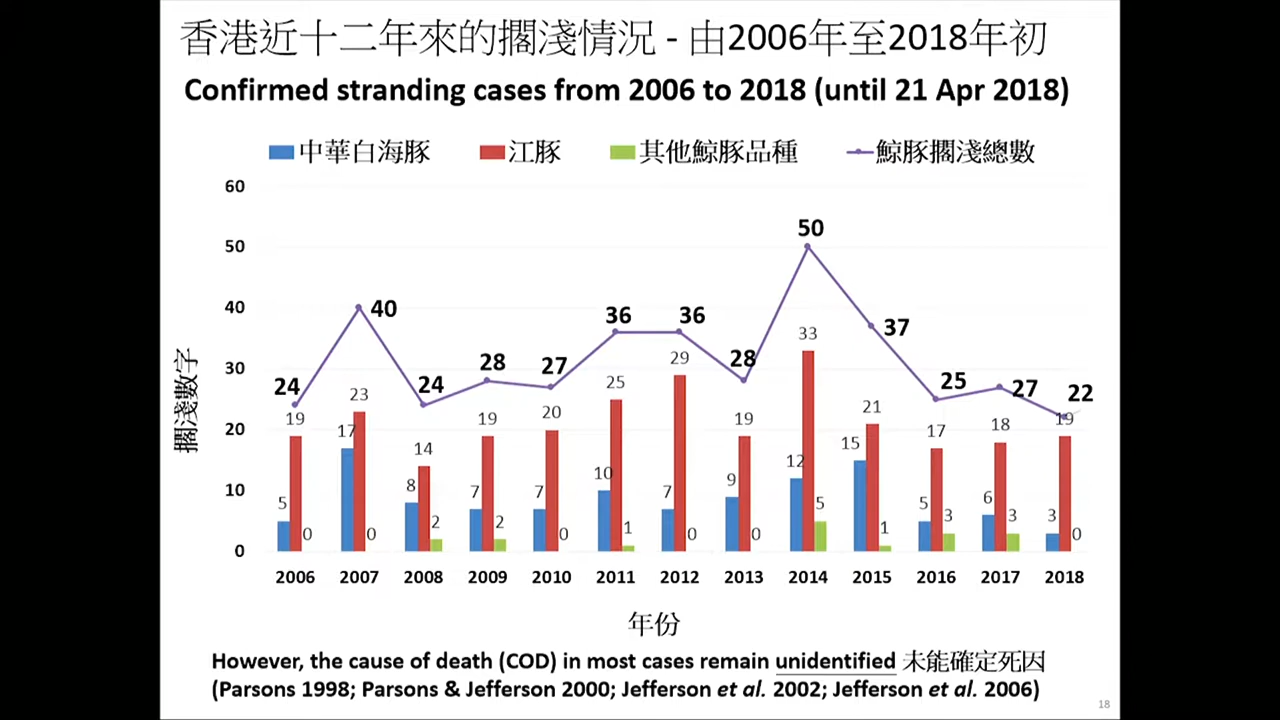 香港近十二年來的擱淺情況 - 由2006年至2018年初
Confirmed stranding cases from 2006 to 2018 (until 21 Apr 2018)
中華白海豚 江豚 其他鯨豚品種 鯨豚擱淺總數
60
50
40
30
20
10
0
擱淺數字
24 40 24 28 27 36 36 28 50 37 25 27 22
5 19 0
17 23 0
8 14 2
7 19 2
7 20 0
10 25 1
7 29 0
9 19 0
12 33 5
15 21 1
5 17 3
6 18 3
3 19 0
2006 2007 2008 2009 2010 2011 2012 2013 2014 2015 2016 2017 2018
年份
However, the cause of death (COD) in most cases remain unidentified 未能確定死因
(Parsons 1998; Parsons & Jefferson 2000; Jefferson et al. 2002; Jefferson et al. 2006)
18